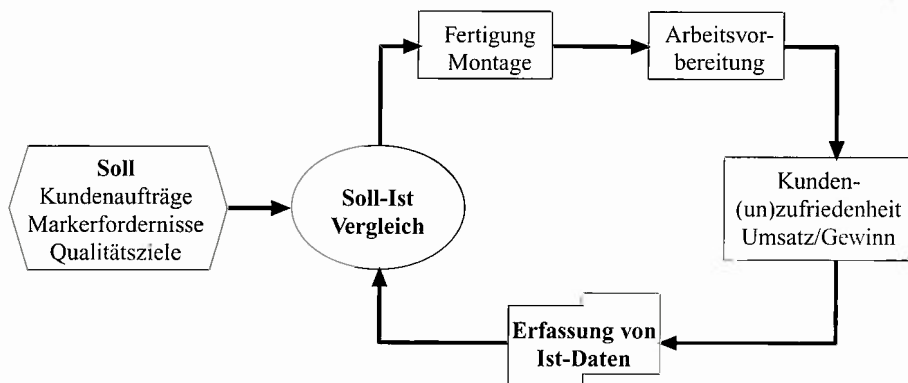 Fertigung
Montage
Arbeitsvor-
bereitung
Soll
Kundenaufträge
Markerfordernisse
Qualitätsziele
Soll-Ist
Vergleich
Kunden-
(un)zufriedenheit
Umsatz/Gewinn
Erfassung von
Ist-Daten